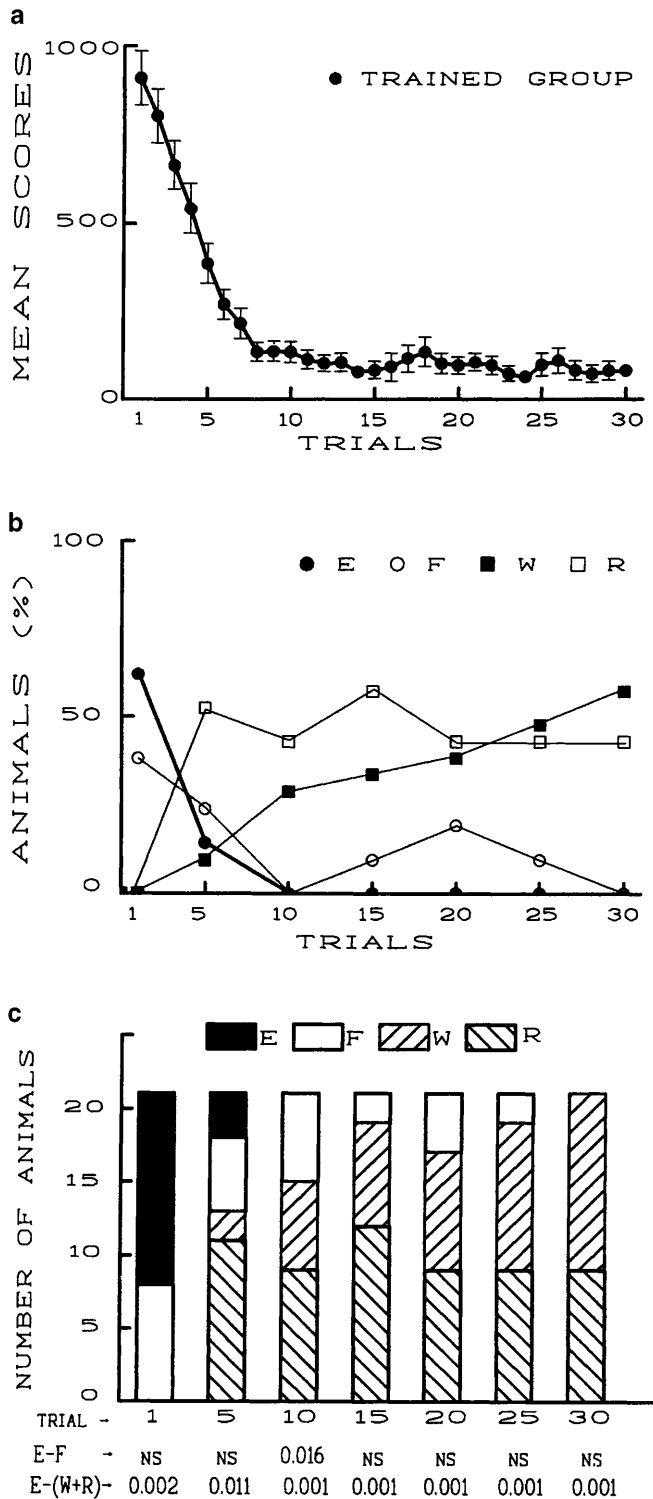 a
1000
500
0
MEAN SCORES
TRAINED GROUP
1 5 10 15 20 25 30
TRIALS
b
100
50
0
ANIMALS (%)
E F W R
1 5 10 15 20 25 30
TRIALS
c
E F W R
20
15
10
5
0
NUMBER OF ANIMALS
TRIAL → 1 5 10 15 20 25 30
E-F → NS NS 0.016 NS NS NS NS
E-(W+R)→ 0.002 0.011 0.001 0.001 0.001 0.001 0.001